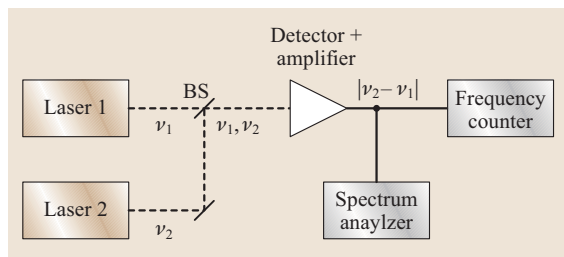 Detector +
amplifier
Laser 1
BS
ν1
ν1, ν2
|ν2− ν1|
Frequency
counter
Laser 2
ν2
Spectrum
anaylzer